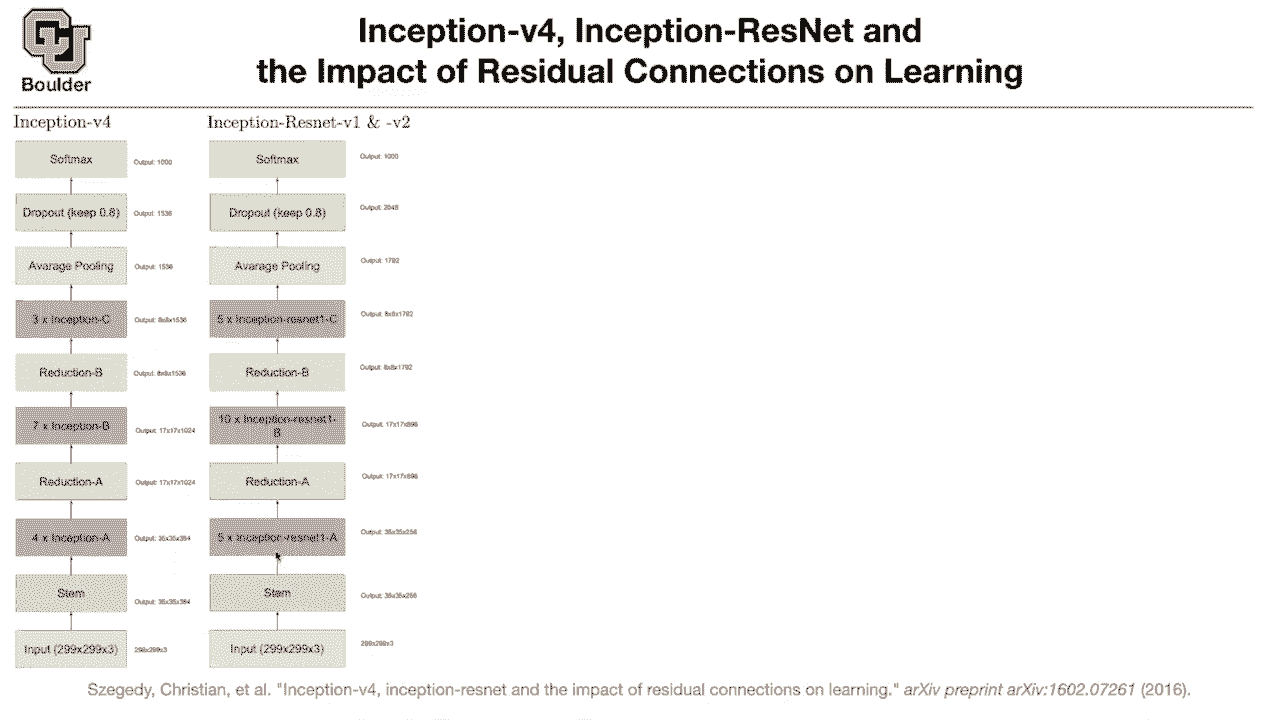 Boulder
Inception-v4, Inception-ResNet and
the Impact of Residual Connections on Learning
Inception-v4
Softmax
Output: 1000
Dropout (keep 0.8)
Output: 1536
Avarage Pooling
Output: 1536
3 x Inception-C
Output: 8x8x1536
Reduction-B
Output: 8x8x1536
7 x Inception-B
Output: 17x17x1024
Reduction-A
Output: 17x17x1024
4 x Inception-A
Output: 35x35x384
Stem
Output: 35x35x384
Input (299x299x3)
299x299x3
Inception-Resnet-v1 & -v2
Softmax
Output: 1000
Dropout (keep 0.8)
Output: 2048
Avarage Pooling
Output: 1792
5 x Inception-resnet1-C
Output: 8x8x1792
Reduction-B
Output: 8x8x1792
10 x Inception-resnet1-
B
Output: 17x17x896
Reduction-A
Output: 17x17x896
5 x Inception-resnet1-A
Output: 35x35x256
Stem
Output: 35x35x256
Input (299x299x3)
299x299x3
Szegedy, Christian, et al. "Inception-v4, inception-resnet and the impact of residual connections on learning." arXiv preprint arXiv:1602.07261 (2016).